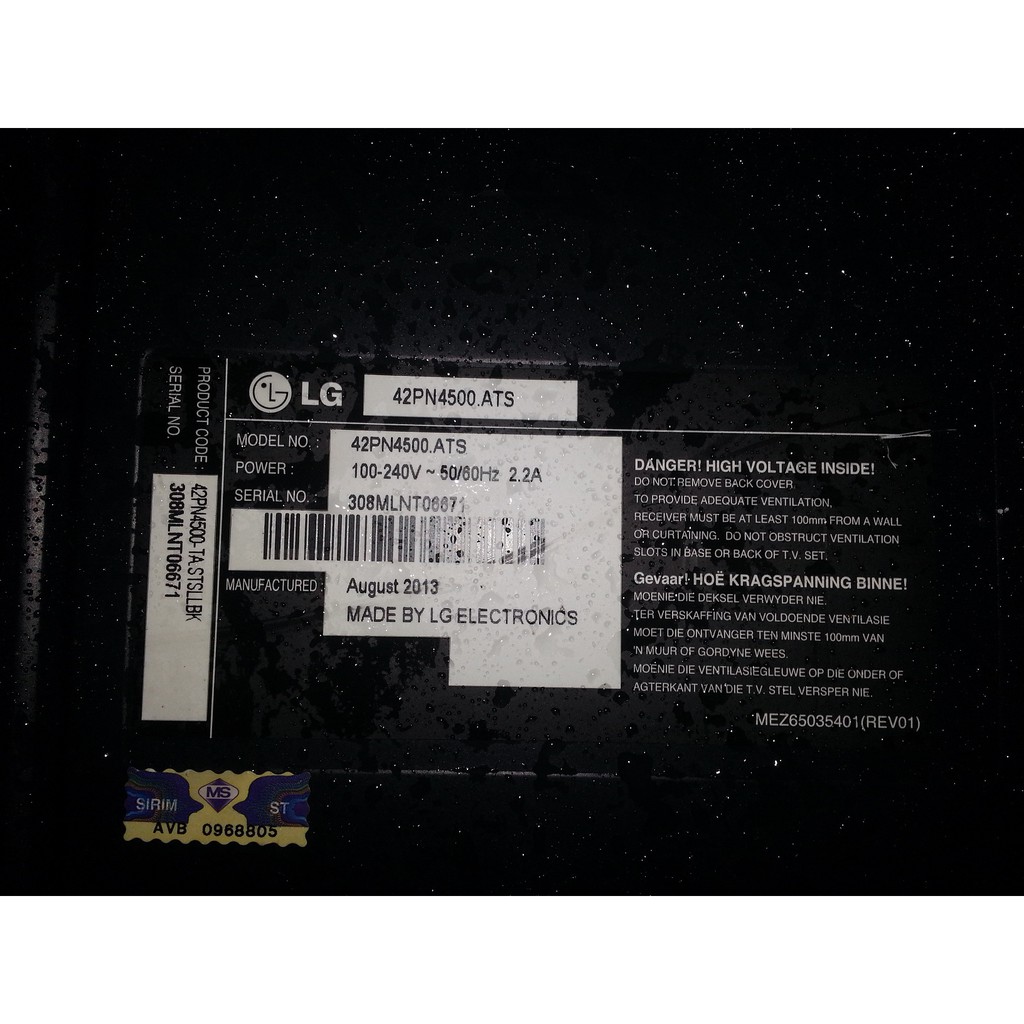 PRODUCT CODE :
42PN4500-TA.STSLLBK
SERIAL NO. :
308MLNT06671
LG
42PN4500.ATS
MODEL NO. : 42PN4500.ATS
POWER : 100-240V ~ 50/60Hz 2.2A
SERIAL NO. : 308MLNT06671
MANUFACTURED : August 2013
MADE BY LG ELECTRONICS
DANGER! HIGH VOLTAGE INSIDE!
DO NOT REMOVE BACK COVER.
TO PROVIDE ADEQUATE VENTILATION,
RECEIVER MUST BE AT LEAST 100mm FROM A WALL
OR CURTAINING. DO NOT OBSTRUCT VENTILATION
SLOTS IN BASE OR BACK OF T.V. SET.
Gevaar! HOË KRAGSPANNING BINNE!
MOENIE DIE DEKSEL VERWYDER NIE.
TER VERSKAFFING VAN VOLDOENDE VENTILASIE
MOET DIE ONTVANGER TEN MINSTE 100mm VAN
'N MUUR OF GORDYNE WEES.
MOENIE DIE VENTILASIEGLEUWE OP DIE ONDER OF
AGTERKANT VAN DIE T.V. STEL VERSPER NIE.
MEZ65035401(REV01)
SIRIM MS ST
AVB 0968805